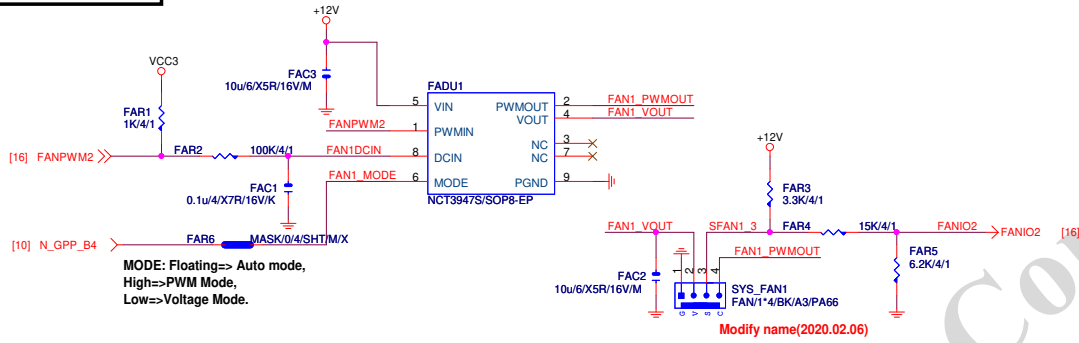 +12V
VCC3
FAC3
10u/6/X5R/16V/M
FADU1
FAR1
1K/4/1
5 VIN PWMOUT 2 FAN1_PWMOUT
VOUT 4 FAN1_VOUT
FANPWM2 1 PWMIN
NC 3
[16] FANPWM2 FAR2 100K/4/1 FAN1DCIN 8 DCIN NC 7
FAN1_MODE 6 MODE PGND 9
NCT3947S/SOP8-EP
FAC1
0.1u/4/X7R/16V/K
[10] N_GPP_B4 FAR6 MASK/0/4/SHT/M/X
MODE: Floating=> Auto mode,
High=>PWM Mode,
Low=>Voltage Mode.
+12V
FAR3
3.3K/4/1
FAN1_VOUT SFAN1_3 FAR4 15K/4/1 FANIO2 FANIO2 [16]
FAN1_PWMOUT
FAR5
6.2K/4/1
FAC2
10u/6/X5R/16V/M
1 2 3 4
SYS_FAN1
FAN/1*4/BK/A3/PA66
G V S C
Modify name(2020.02.06)